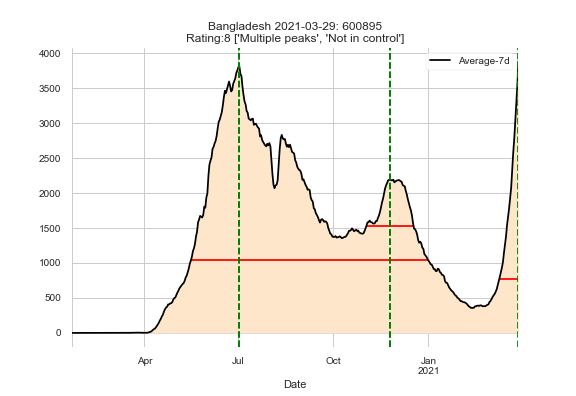 Bangladesh 2021-03-29: 600895
Rating:8 ['Multiple peaks', 'Not in control']
Average-7d
4000
3500
3000
2500
2000
1500
1000
500
0
Apr
Jul
Oct
Jan
2021
Date